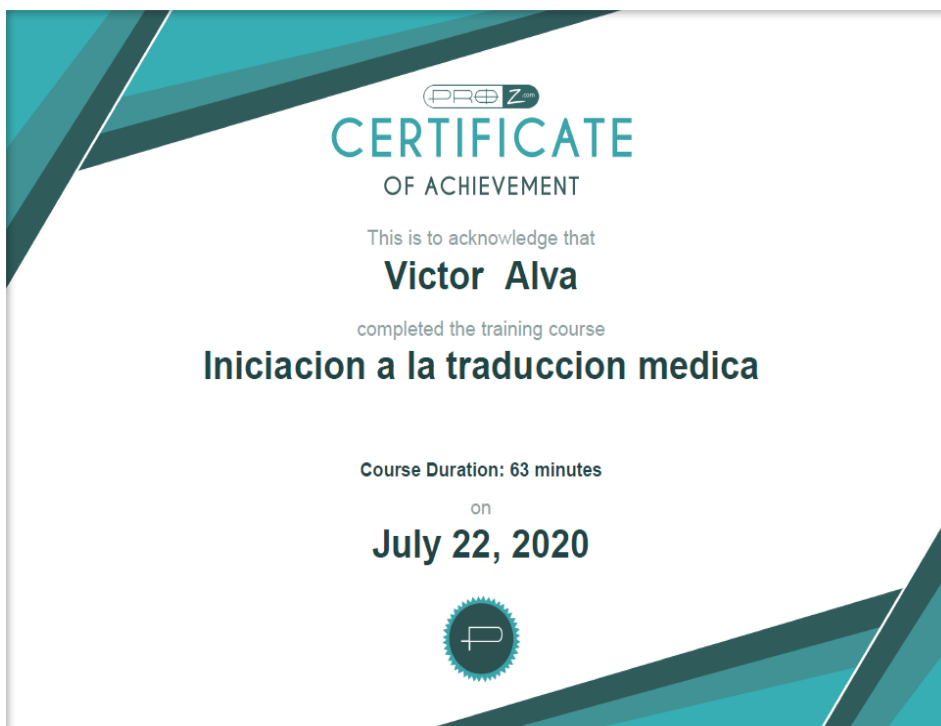 PROZ.com
CERTIFICATE
OF ACHIEVEMENT
This is to acknowledge that
Victor Alva
completed the training course
Iniciacion a la traduccion medica
Course Duration: 63 minutes
on
July 22, 2020
P